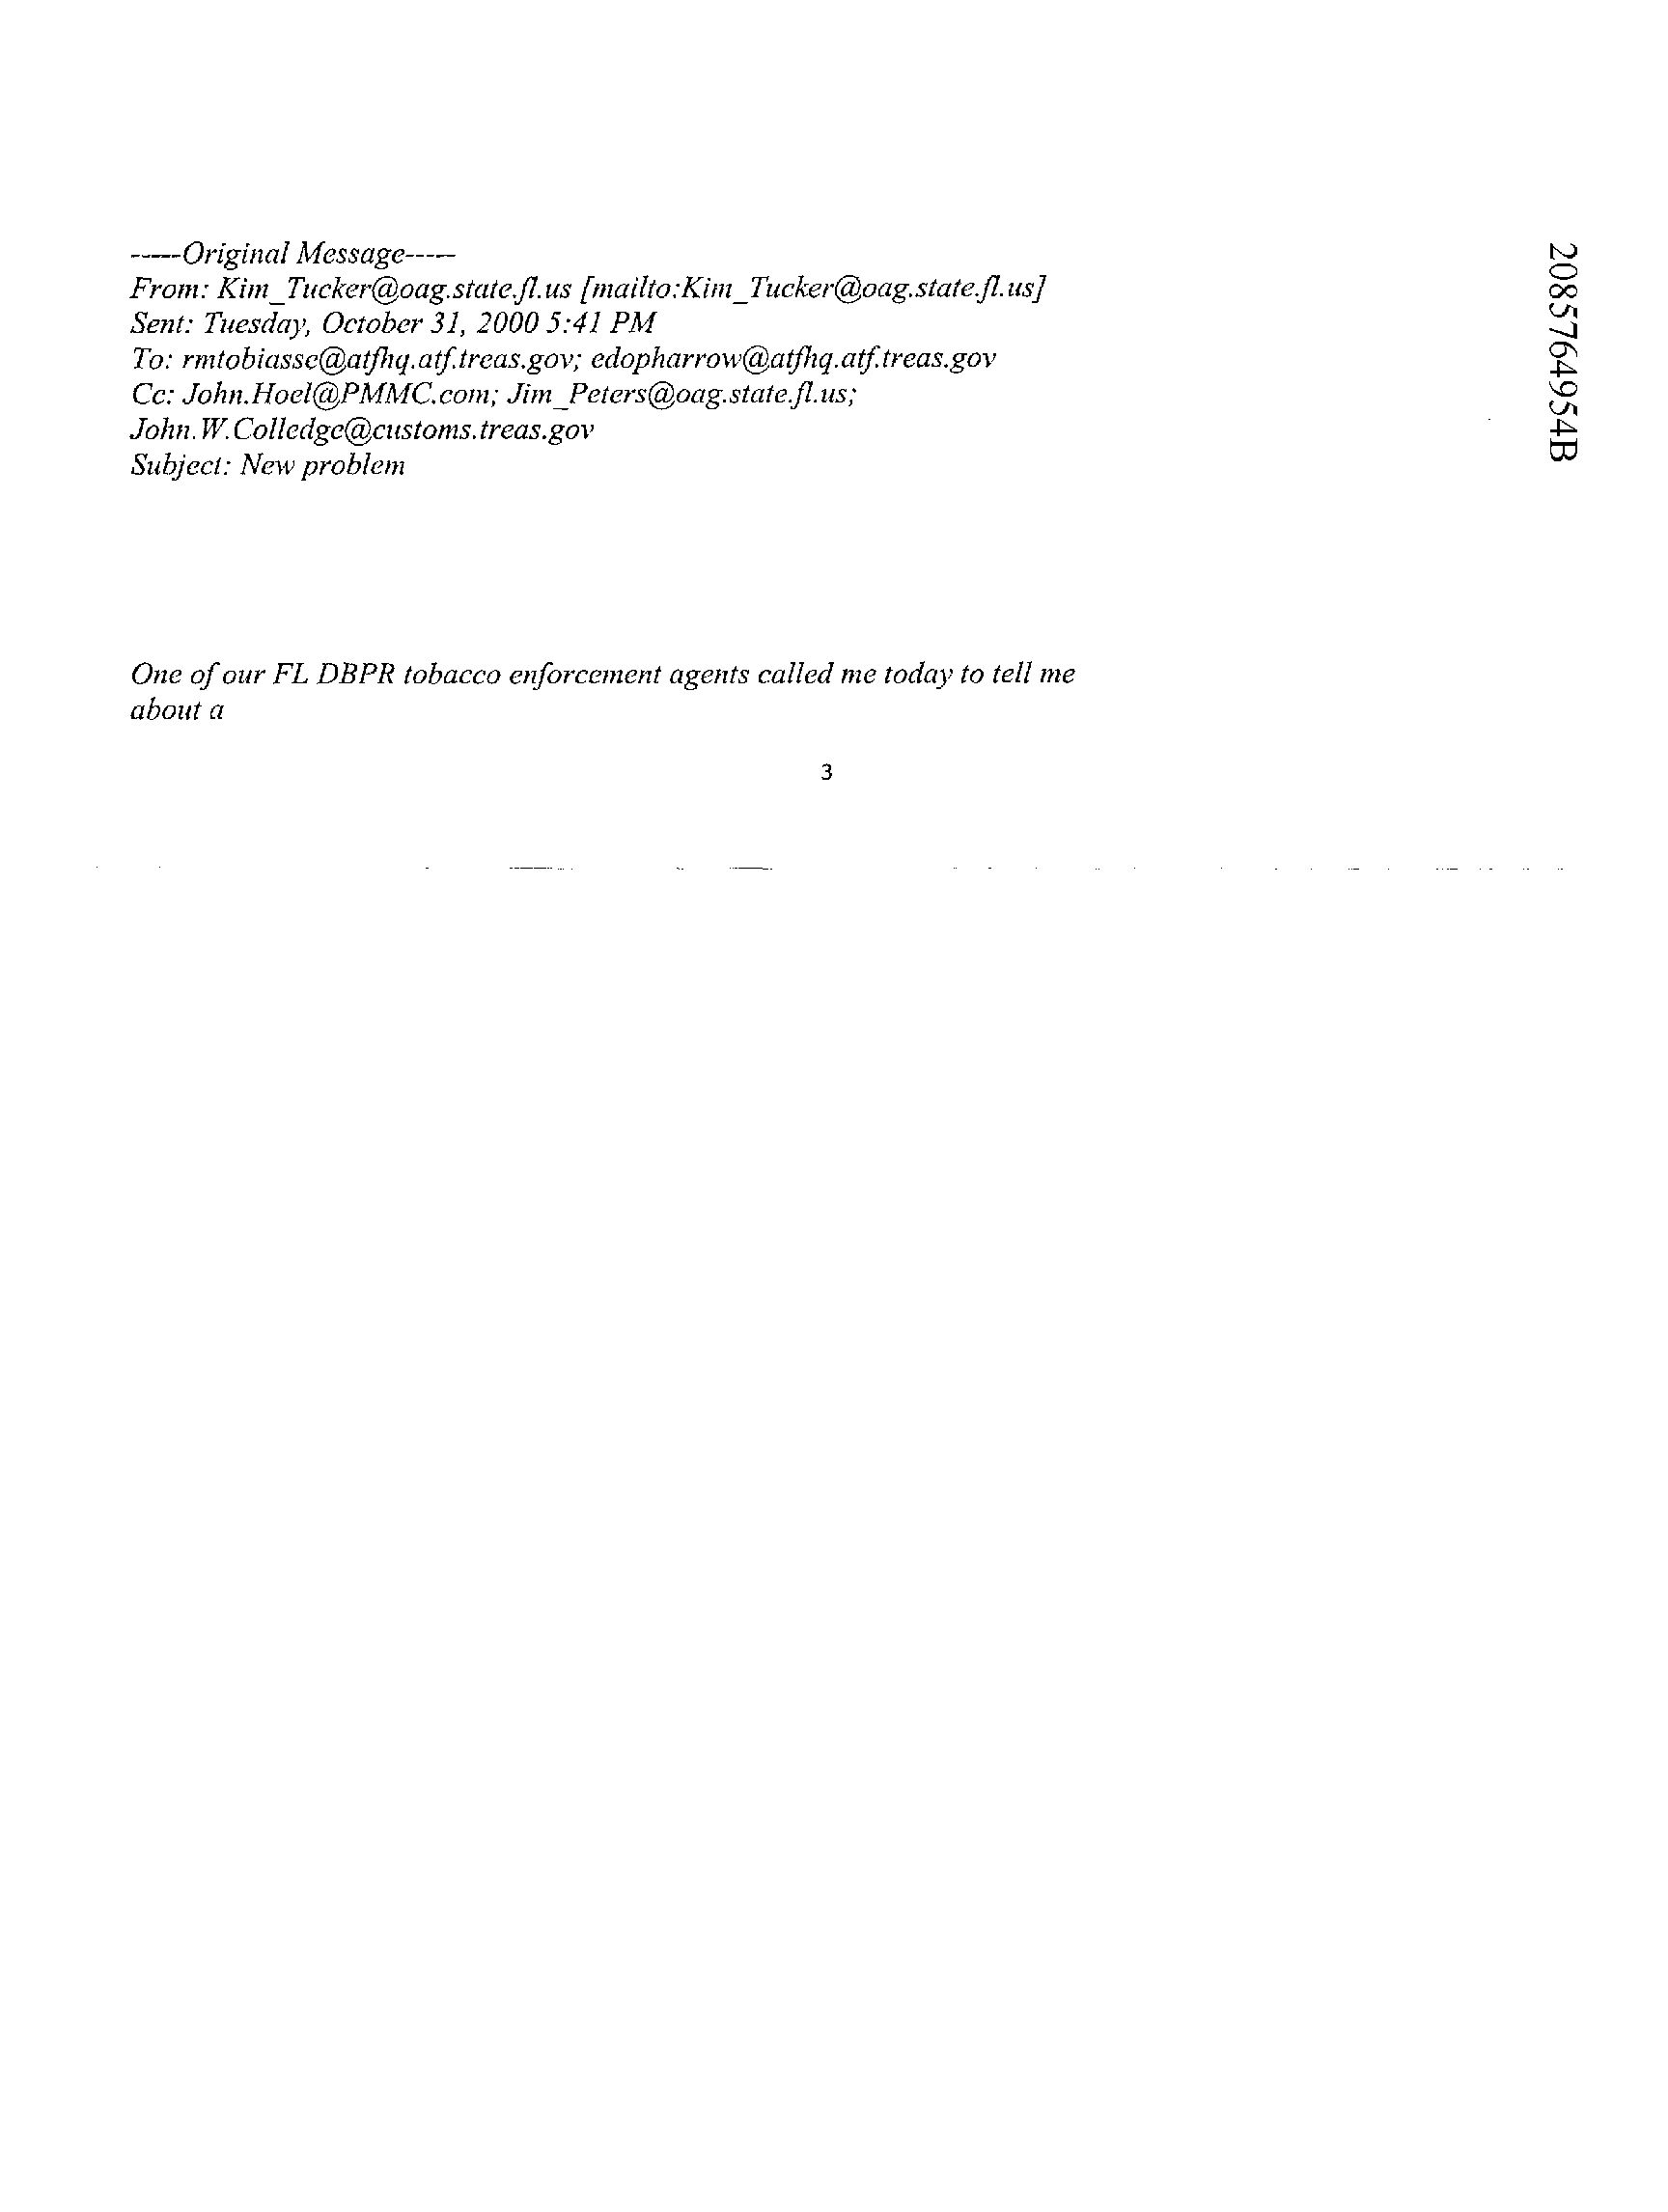 -----Original Message-----
From: Kim_Tucker@oag.state.fl.us [mailto:Kim_Tucker@oag.state.fl.us]
Sent: Tuesday, October 31, 2000 5:41 PM
To: rmtobiasse@atfhq.atf.treas.gov; edopharrow@atfhq.atf.treas.gov
Cc: John.Hoel@PMMC.com; Jim_Peters@oag.state.fl.us;
John.W.Colledge@customs.treas.gov
Subject: New problem
One of our FL DBPR tobacco enforcement agents called me today to tell me
about a
3
2085764954B